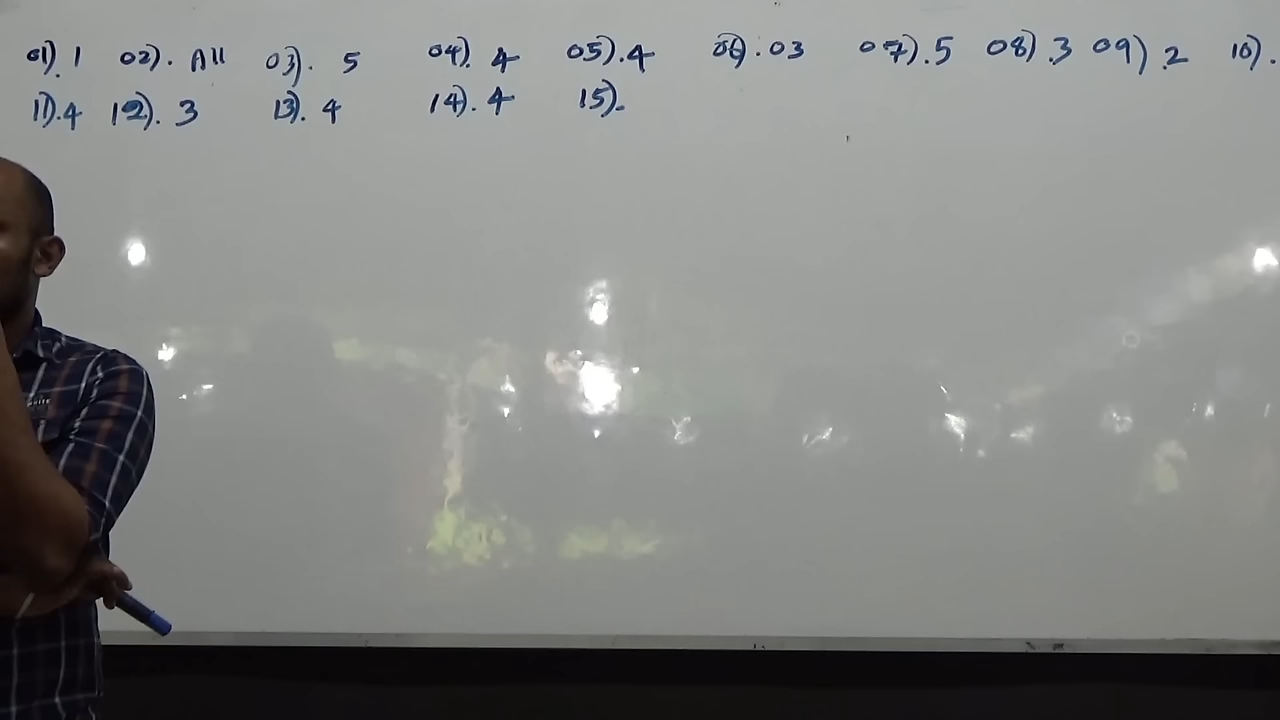 01). 1 02). All 03). 5 04). 4 05). 4 06). 03 07). 5 08) .3 09) .2 10).
11).4 12). 3 13). 4 14). 4 15).